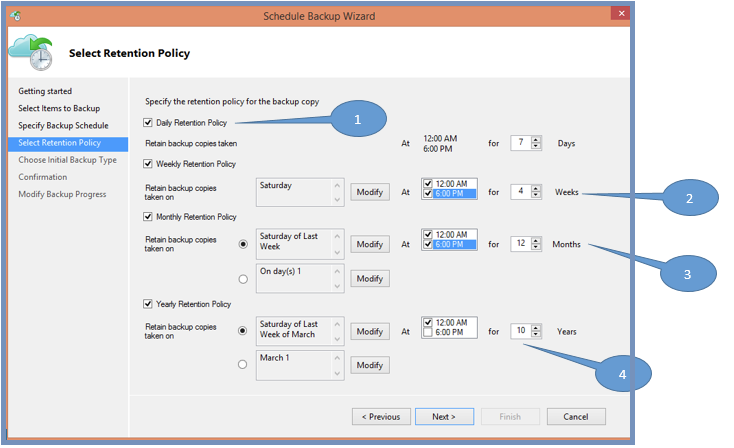 Schedule Backup Wizard
Select Retention Policy
Getting started
Select Items to Backup
Specify Backup Schedule
Select Retention Policy
Choose Initial Backup Type
Confirmation
Modify Backup Progress
Specify the retention policy for the backup copy
Daily Retention Policy
1
Retain backup copies taken
At
12:00 AM
6:00 PM
for
7
Days
Weekly Retention Policy
Retain backup copies
taken on
Saturday
Modify
At
12:00 AM
6:00 PM
for
4
Weeks
2
Monthly Retention Policy
Retain backup copies
taken on
Saturday of Last
Week
Modify
At
12:00 AM
6:00 PM
for
12
Months
3
On day(s) 1
Modify
Yearly Retention Policy
Retain backup copies
taken on
Saturday of Last
Week of March
Modify
At
12:00 AM
6:00 PM
for
10
Years
4
March 1
Modify
< Previous
Next >
Finish
Cancel